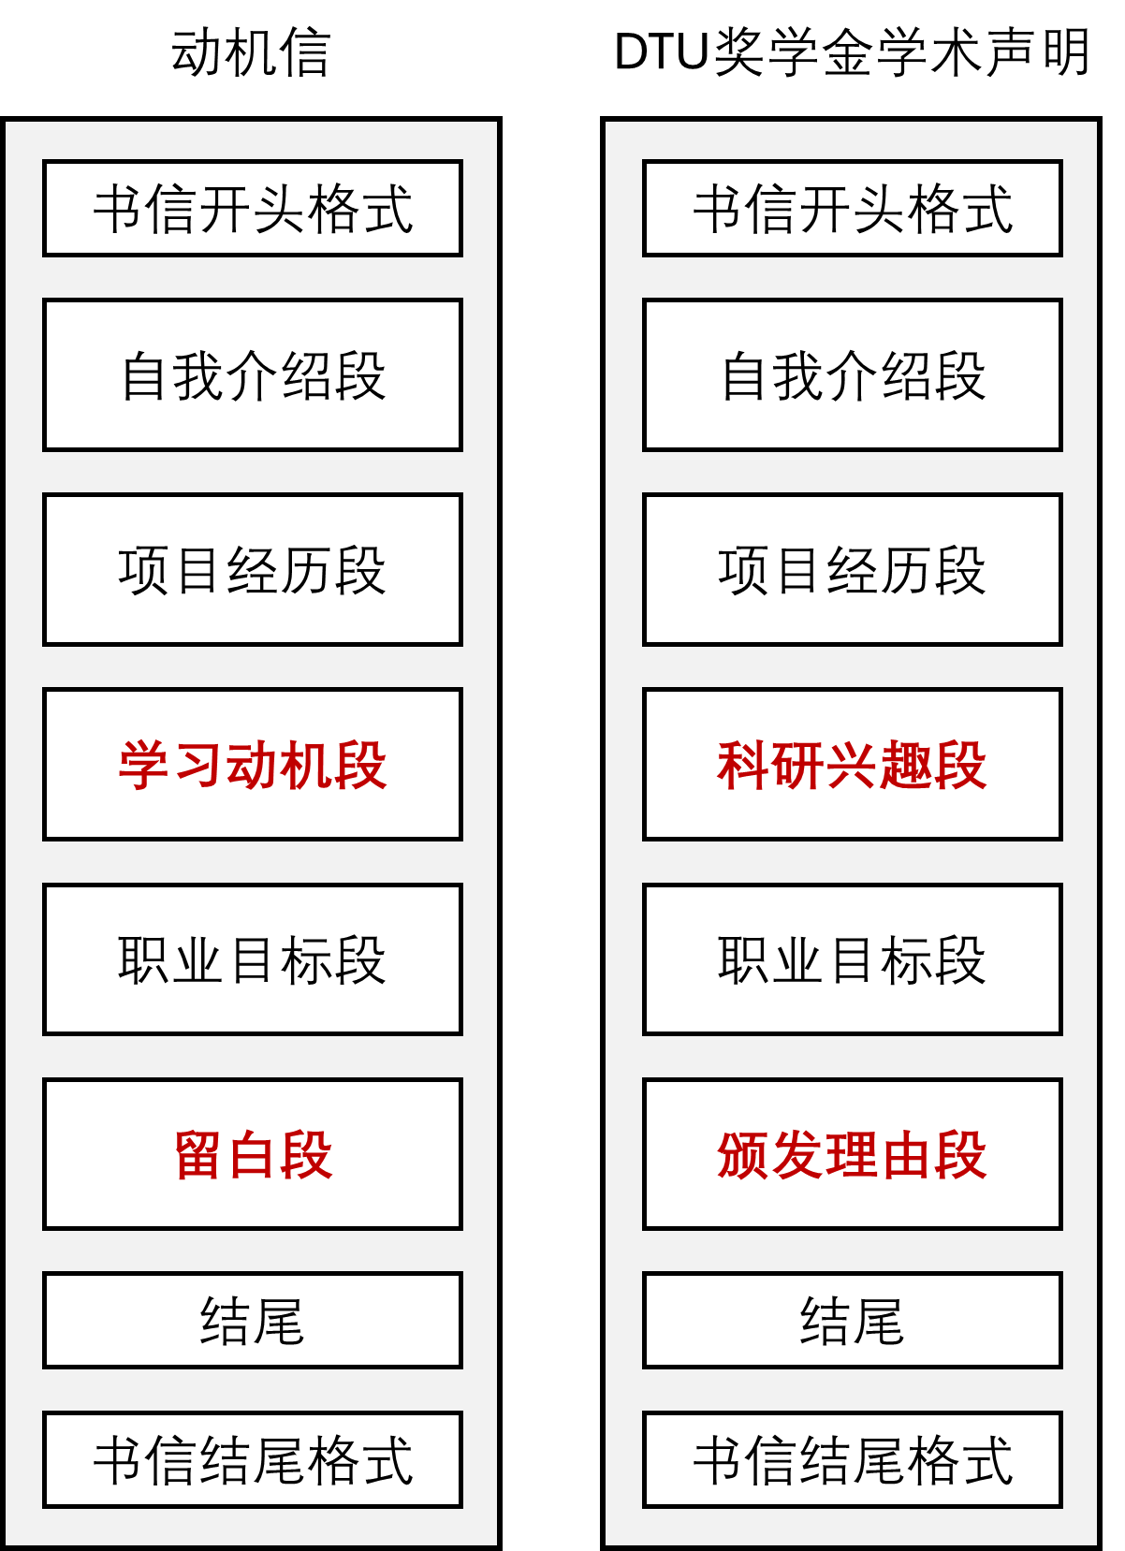 动机信
书信开头格式
自我介绍段
项目经历段
学习动机段
职业目标段
留白段
结尾
书信结尾格式
DTU奖学金学术声明
书信开头格式
自我介绍段
项目经历段
科研兴趣段
职业目标段
颁发理由段
结尾
书信结尾格式